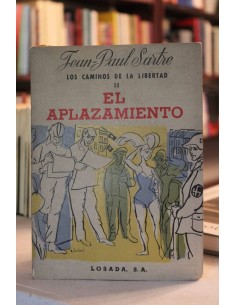 Jean-Paul Sartre
LOS CAMINOS DE LA LIBERTAD
II
EL
APLAZAMIENTO
LOSADA, S.A.